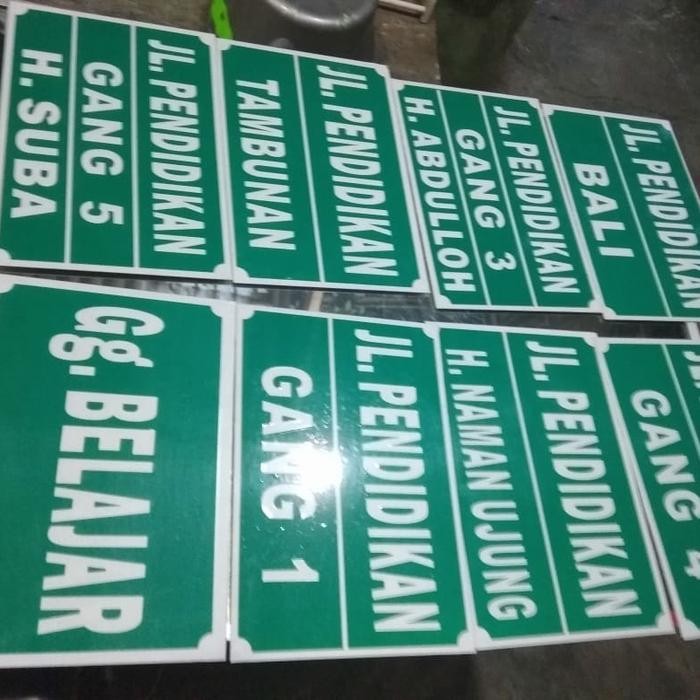 JL. PENDIDIKAN
GANG 5
H. SUBA
JL. PENDIDIKAN
TAMBUNAN
JL. PENDIDIKAN
GANG 3
H. ABDULLOH
JL. PENDIDIKAN
BALI
Gg. BELAJAR
JL. PENDIDIKAN
GANG 1
JL. PENDIDIKAN
H. NAMAN UJUNG
GANG 4